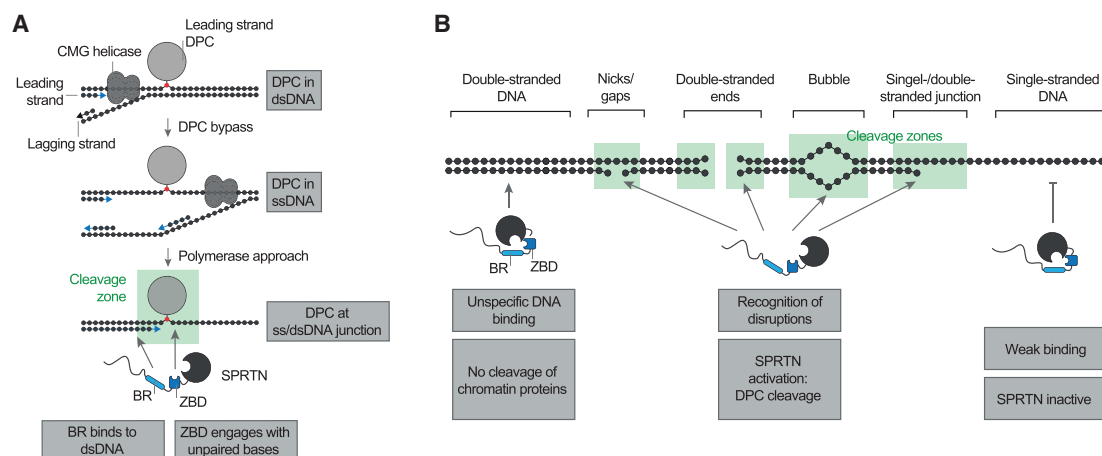 A
Leading strand
DPC
CMG helicase
Leading
strand
DPC in
dsDNA
Lagging strand
DPC bypass
DPC in
ssDNA
Polymerase approach
Cleavage
zone
DPC at
ss/dsDNA junction
SPRTN
BR
ZBD
BR binds to
dsDNA
ZBD engages with
unpaired bases
B
Double-stranded
DNA
Nicks/
gaps
Double-stranded
ends
Bubble
Singel-/double-
stranded junction
Single-stranded
DNA
Cleavage zones
BR
ZBD
Unspecific DNA
binding
No cleavage of
chromatin proteins
Recognition of
disruptions
SPRTN
activation:
DPC cleavage
Weak binding
SPRTN inactive